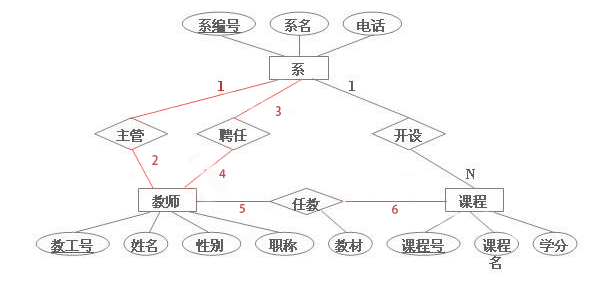 系编号 系名 电话
系
1 1
3
主管 聘任 开设
2
4
N
教师 任教 课程
5 6
教工号 姓名 性别 职称 教材 课程号 课程 学分
名